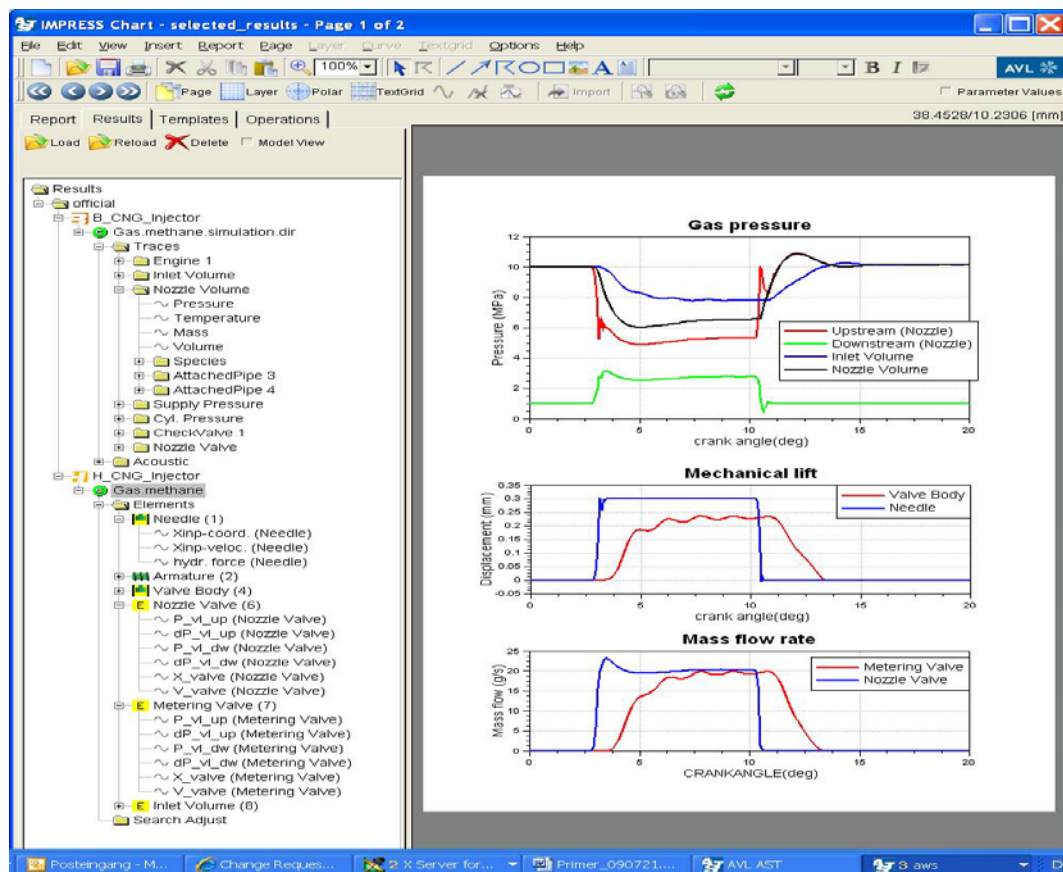 IMPRESS Chart - selected_results - Page 1 of 2
File Edit View Insert Report Page Layer Curve Textgrid Options Help
100% A B I AVL
Page Layer Polar TextGrid Import Parameter Values
Report Results Templates Operations 38.4528/10.2306 [mm]
Load Reload Delete Model View
Results
official
B_CNG_Injector
Gas.methane.simulation.dir
Traces
Engine 1
Inlet Volume
Nozzle Volume
Pressure
Temperature
Mass
Volume
Species
AttachedPipe 3
AttachedPipe 4
Supply Pressure
Cyl. Pressure
CheckValve 1
Nozzle Valve
Acoustic
H_CNG_Injector
Gas.methane
Elements
Needle (1)
Xinp-coord. (Needle)
Xinp-veloc. (Needle)
hydr. force (Needle)
Armature (2)
Valve Body (4)
E Nozzle Valve (6)
P_vl_up (Nozzle Valve)
dP_vl_up (Nozzle Valve)
P_vl_dw (Nozzle Valve)
dP_vl_dw (Nozzle Valve)
X_valve (Nozzle Valve)
V_valve (Nozzle Valve)
E Metering Valve (7)
P_vl_up (Metering Valve)
dP_vl_up (Metering Valve)
P_vl_dw (Metering Valve)
dP_vl_dw (Metering Valve)
X_valve (Metering Valve)
V_valve (Metering Valve)
E Inlet Volume (8)
Search Adjust
Gas pressure
12
10
8
6
4
2
0
Pressure (MPa)
Upstream (Nozzle)
Downstream (Nozzle)
Inlet Volume
Nozzle Volume
0 5 10 15 20
crank angle(deg)
Mechanical lift
0.35
0.3
0.25
0.2
0.15
0.1
0.05
0
-0.05
Displacement (mm)
Valve Body
Needle
0 5 10 15 20
crank angle(deg)
Mass flow rate
25
20
15
10
5
0
Mass flow (g/s)
Metering Valve
Nozzle Valve
0 5 10 15 20
CRANKANGLE(deg)
Posteingang - M... Change Reques... 2 X Server for... Primer_090721.... AVL AST 3 aws D